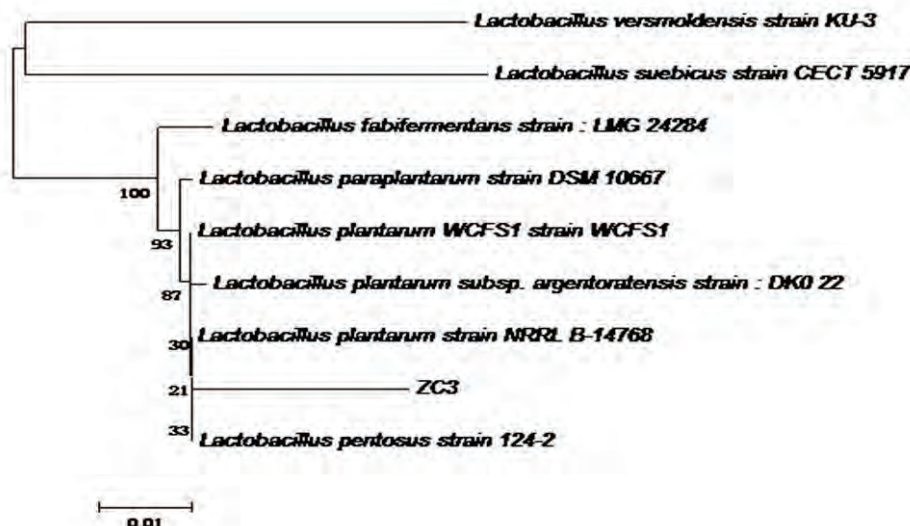 Lactobacillus versmoldensis strain KU-3
Lactobacillus suebicus strain CECT 5917
Lactobacillus fabifermentans strain : LMG 24284
100
Lactobacillus paraplantarum strain DSM 10667
Lactobacillus plantarum WCFS1 strain WCFS1
93
Lactobacillus plantarum subsp. argentoratensis strain : DK0 22
87
Lactobacillus plantarum strain NRRL B-14768
30
21
ZC3
33
Lactobacillus pentosus strain 124-2
0.01